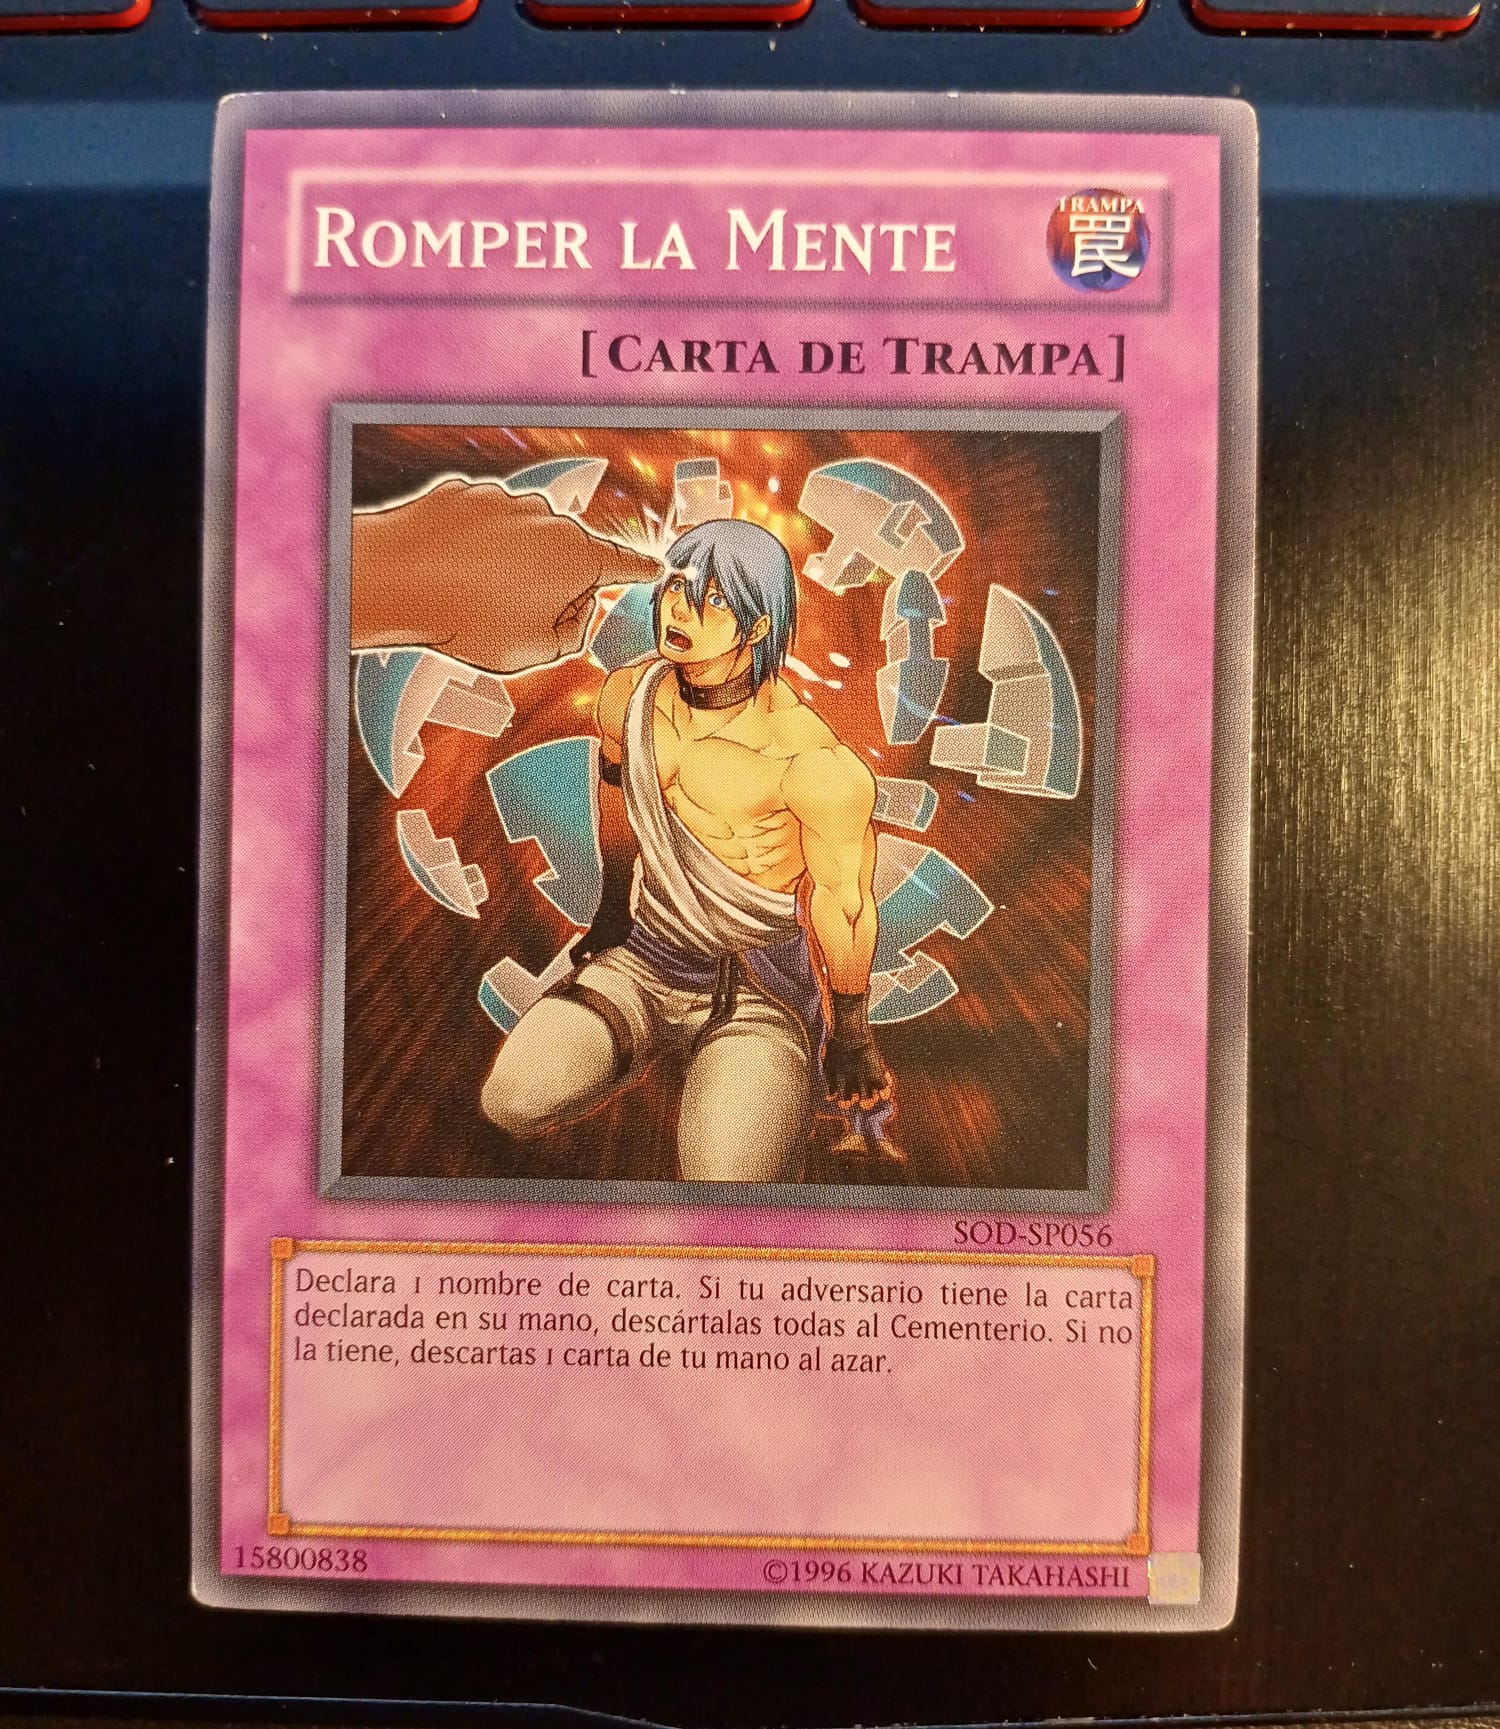 ROMPER LA MENTE
TRAMPA
罠
[CARTA DE TRAMPA]
SOD-SP056
Declara 1 nombre de carta. Si tu adversario tiene la carta
declarada en su mano, descártalas todas al Cementerio. Si no
la tiene, descartas 1 carta de tu mano al azar.
15800838
©1996 KAZUKI TAKAHASHI